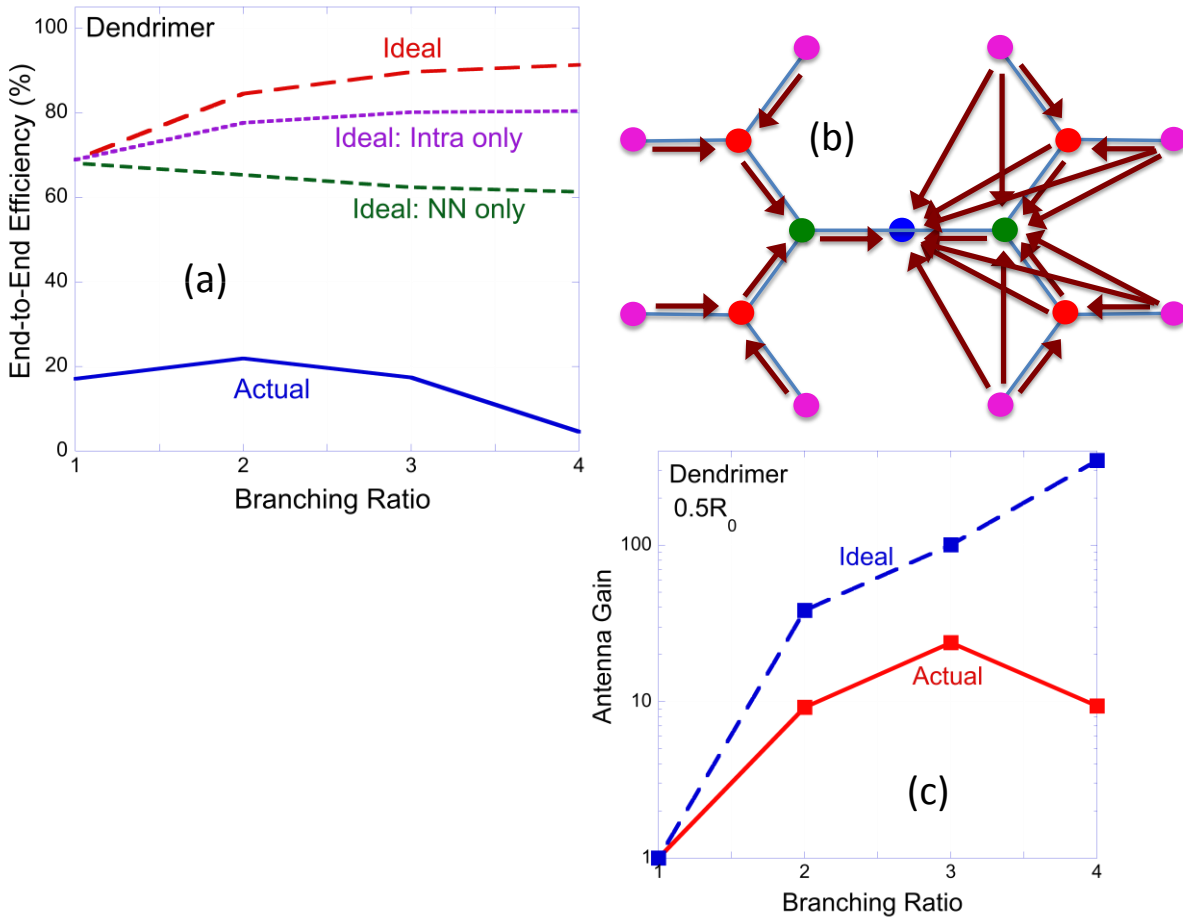 Dendrimer
Ideal
Ideal: Intra only
Ideal: NN only
Actual
(a)
End-to-End Efficiency (%)
100
80
60
40
20
0
1
2
3
4
Branching Ratio
(b)
Dendrimer
0.5R₀
Ideal
Actual
(c)
Antenna Gain
100
10
1
1
2
3
4
Branching Ratio